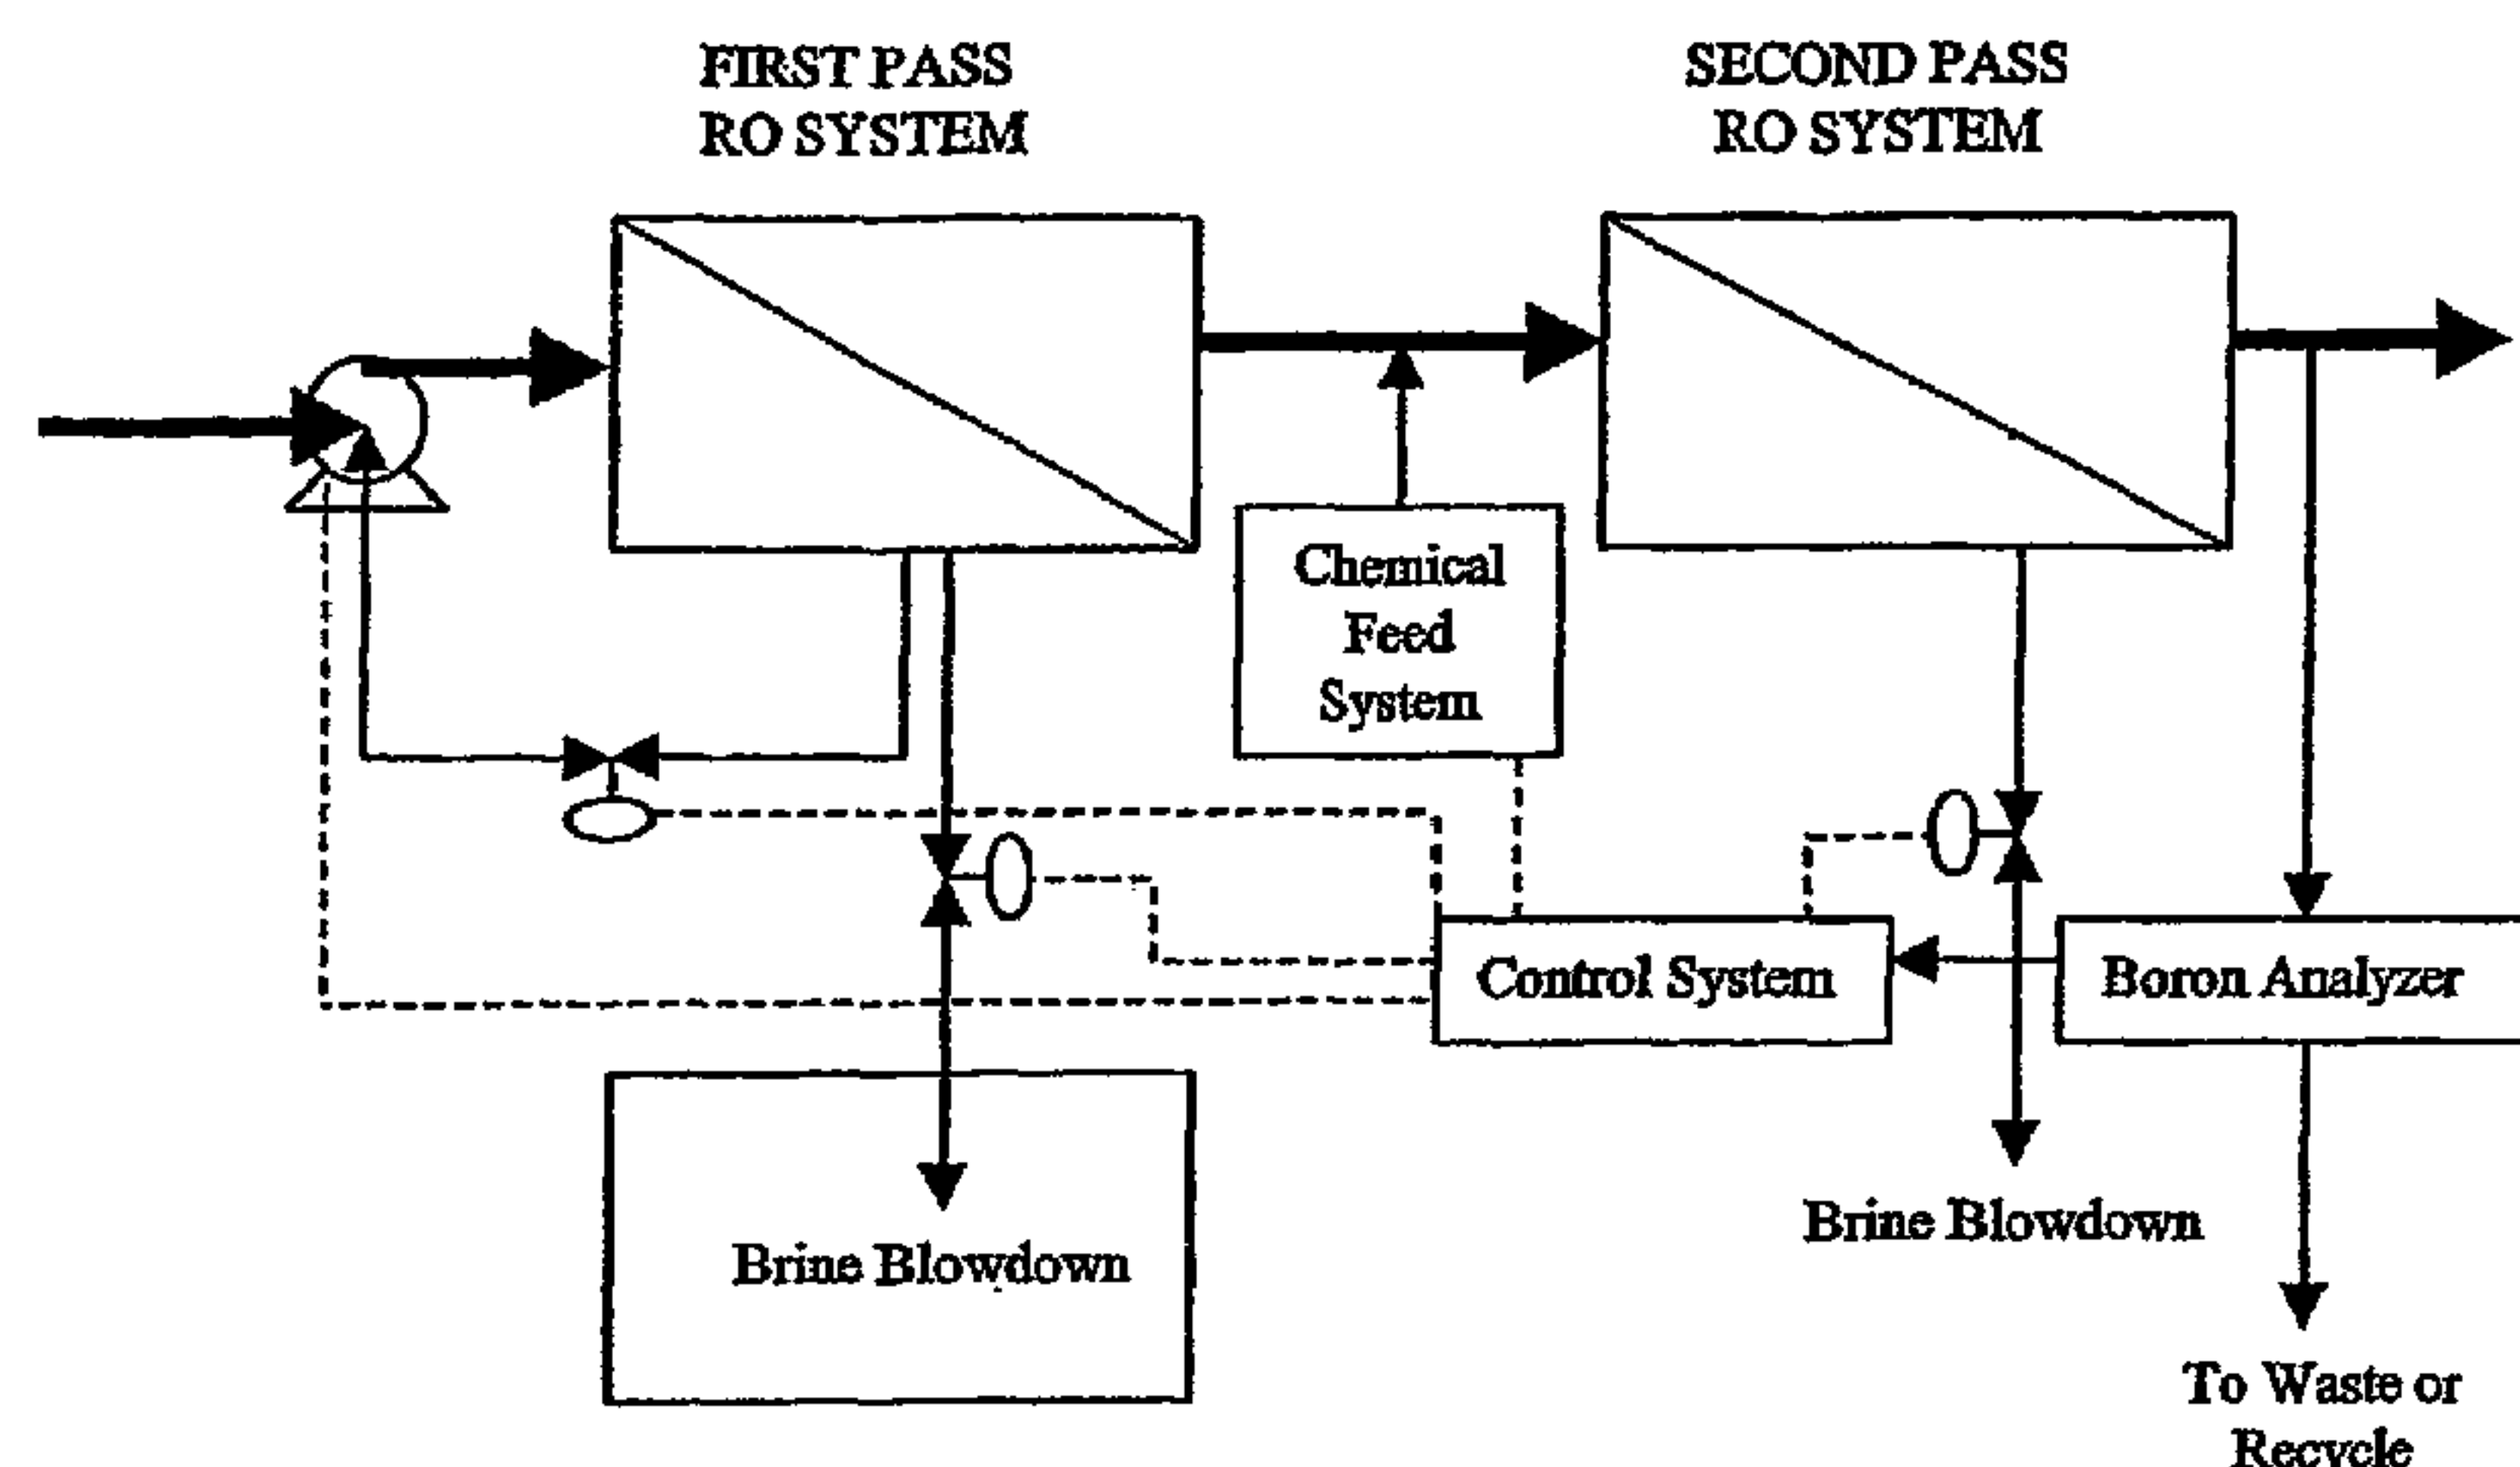 FIRST PASS
RO SYSTEM
SECOND PASS
RO SYSTEM
Chemical
Feed
System
Control System
Boron Analyzer
Brine Blowdown
Brine Blowdown
To Waste or
Recycle